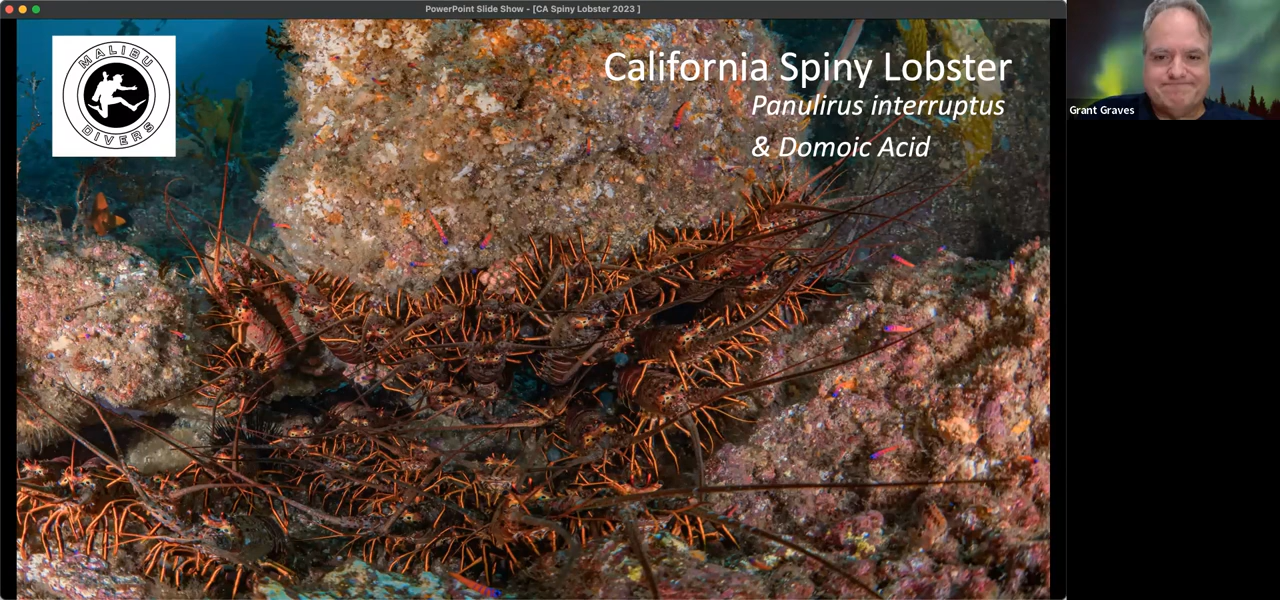 PowerPoint Slide Show - [CA Spiny Lobster 2023 ]
MALIBU
DIVERS
California Spiny Lobster
Panulirus interruptus
& Domoic Acid
Grant Graves